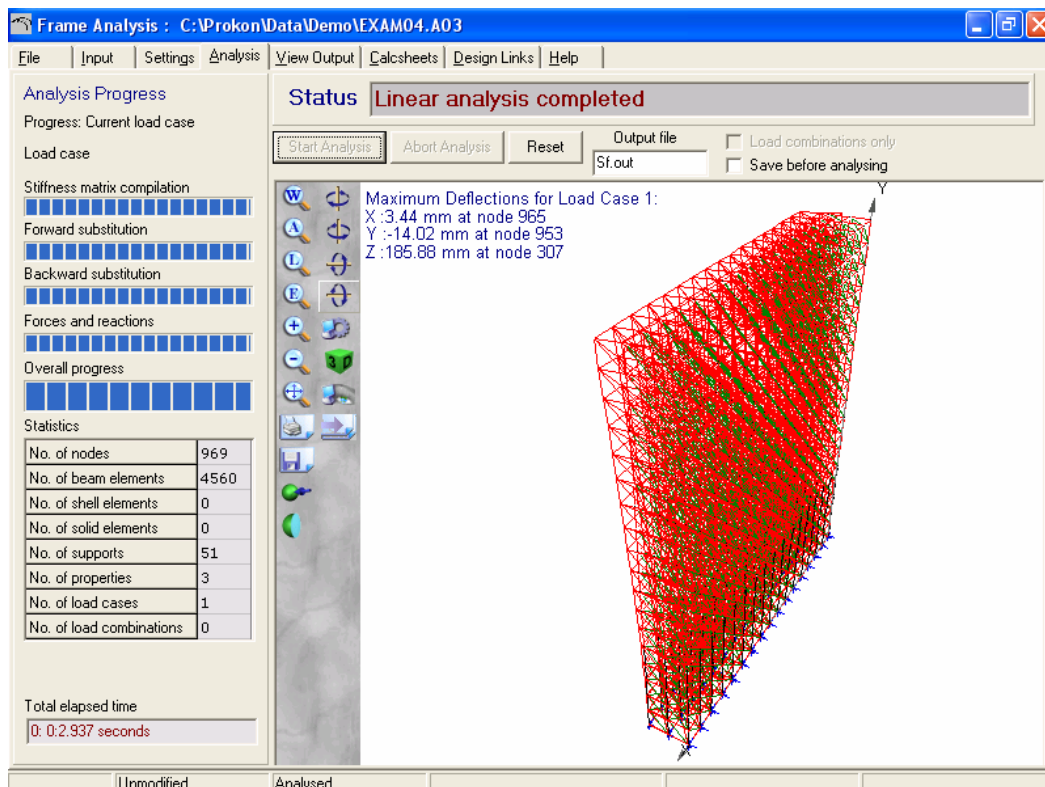 Frame Analysis : C:\Prokon\Data\Demo\EXAM04.A03
File Input Settings Analysis View Output Calcsheets Design Links Help
Analysis Progress
Progress: Current load case
Load case
Stiffness matrix compilation
Forward substitution
Backward substitution
Forces and reactions
Overall progress
Statistics
No. of nodes 969
No. of beam elements 4560
No. of shell elements 0
No. of solid elements 0
No. of supports 51
No. of properties 3
No. of load cases 1
No. of load combinations 0
Total elapsed time
0: 0:2.937 seconds
Status Linear analysis completed
Start Analysis Abort Analysis Reset
Output file
Sf.out
Load combinations only
Save before analysing
W
A
L
E
3D
Maximum Deflections for Load Case 1:
X :3.44 mm at node 965
Y :-14.02 mm at node 953
Z :185.88 mm at node 307
Y
X
Unmodified Analysed